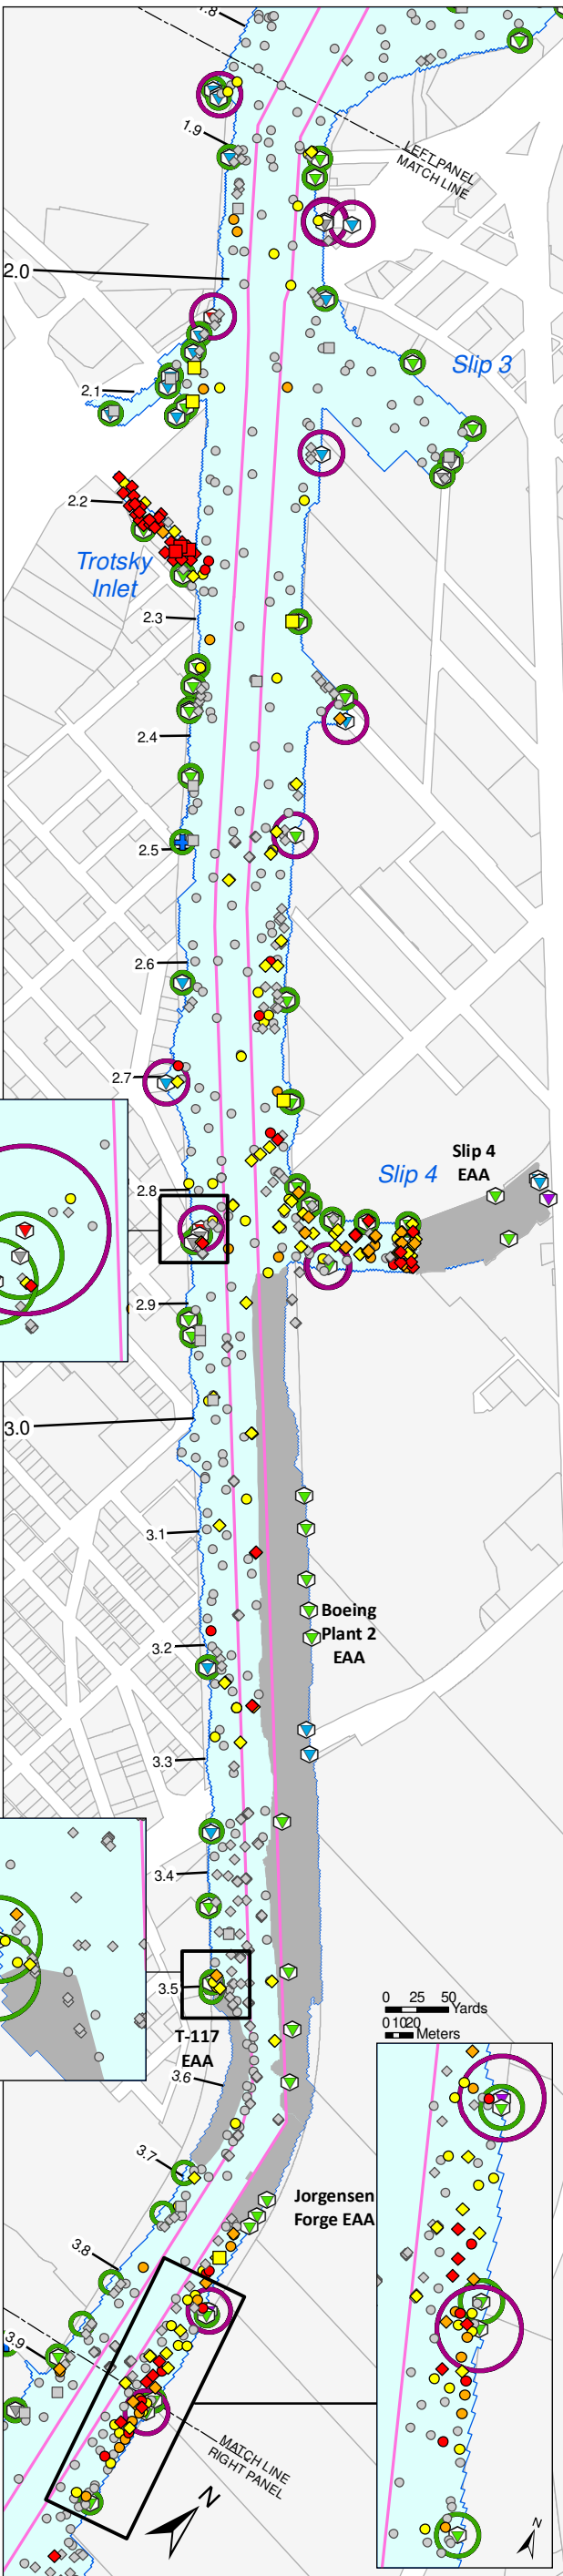 1.8
1.9
LEFT PANEL
MATCH LINE
2.0
Slip 3
2.1
2.2
Trotsky
Inlet
2.3
2.4
2.5
2.6
2.7
Slip 4
EAA
Slip 4
2.8
2.9
3.0
3.1
Boeing
Plant 2
EAA
3.2
3.3
3.4
3.5
0 25 50
Yards
0 10 20
Meters
T-117
EAA
3.6
3.7
Jorgensen
Forge EAA
3.8
3.9
MATCH LINE
RIGHT PANEL
N
N